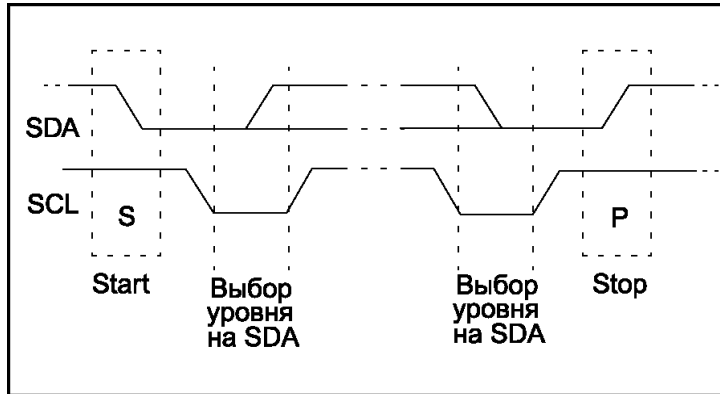 SDA
SCL
S
P
Start
Выбор
уровня
на SDA
Выбор
уровня
на SDA
Stop